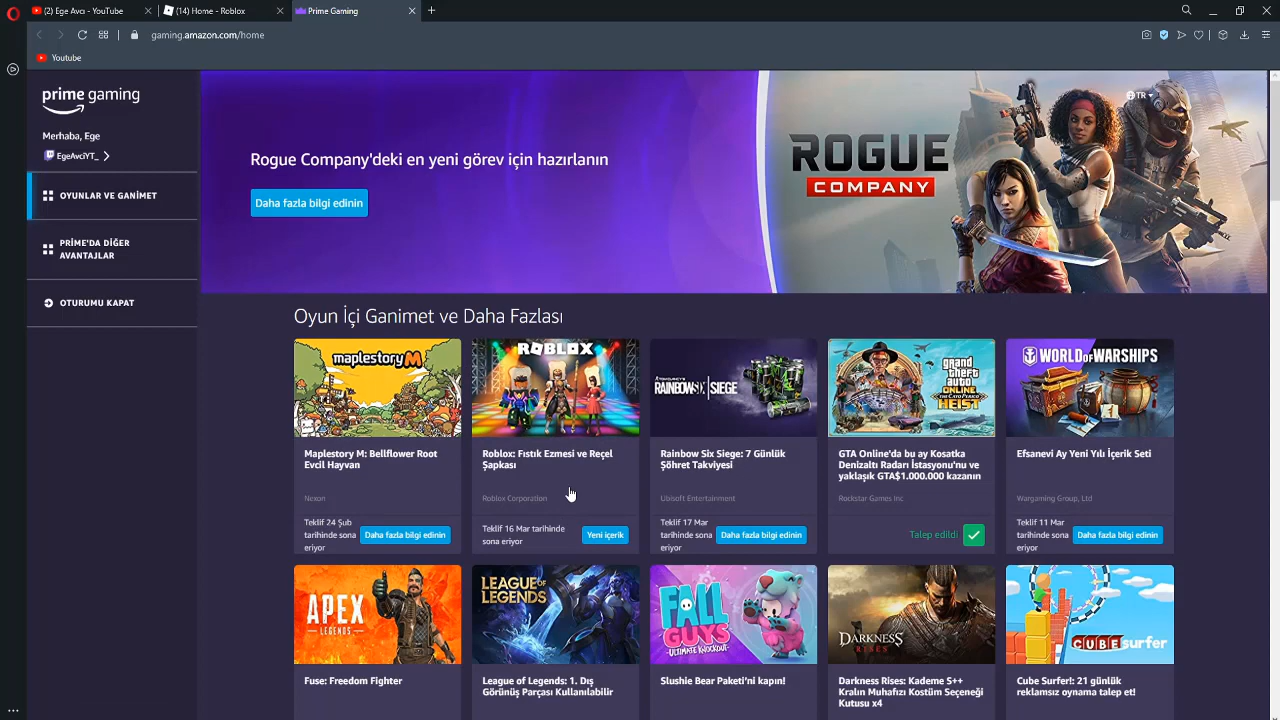 (2) Ege Avcı - YouTube
(14) Home - Roblox
Prime Gaming
gaming.amazon.com/home
Youtube
prime gaming
Merhaba, Ege
EgeAvciYT_
OYUNLAR VE GANİMET
PRİME'DA DİĞER
AVANTAJLAR
OTURUMU KAPAT
Rogue Company'deki en yeni görev için hazırlanın
Daha fazla bilgi edinin
ROGUE
COMPANY
TR
Oyun İçi Ganimet ve Daha Fazlası
maplestory M
ROBLOX
RAINBOW SIX SIEGE
grand
theft
auto
ONLINE
THE CAYO PERICO
HEIST
WORLD OF WARSHIPS
Maplestory M: Bellflower Root
Evcil Hayvan
Nexon
Teklif 24 Şub
tarihinde sona
eriyor
Daha fazla bilgi edinin
Roblox: Fıstık Ezmesi ve Reçel
Şapkası
Roblox Corporation
Teklif 16 Mar tarihinde
sona eriyor
Yeni içerik
Rainbow Six Siege: 7 Günlük
Şöhret Takviyesi
Ubisoft Entertainment
Teklif 17 Mar
tarihinde sona
eriyor
Daha fazla bilgi edinin
GTA Online'da bu ay Kosatka
Denizaltı Radarı İstasyonu'nu ve
yaklaşık GTA$1.000.000 kazanın
Rockstar Games Inc
Talep edildi
Efsanevi Ay Yeni Yılı İçerik Seti
Wargaming Group, Ltd
Teklif 11 Mar
tarihinde sona
eriyor
Daha fazla bilgi edinin
APEX
LEGENDS
LEAGUE OF
LEGENDS
FALL
GUYS
ULTIMATE KNOCKOUT
DARKNESS
RISES
CUBE surfer
Fuse: Freedom Fighter
League of Legends: 1. Dış
Görünüş Parçası Kullanılabilir
Slushie Bear Paketi'ni kapın!
Darkness Rises: Kademe S++
Kralın Muhafızı Kostüm Seçeneği
Kutusu x4
Cube Surfer!: 21 günlük
reklamsız oynama talep et!